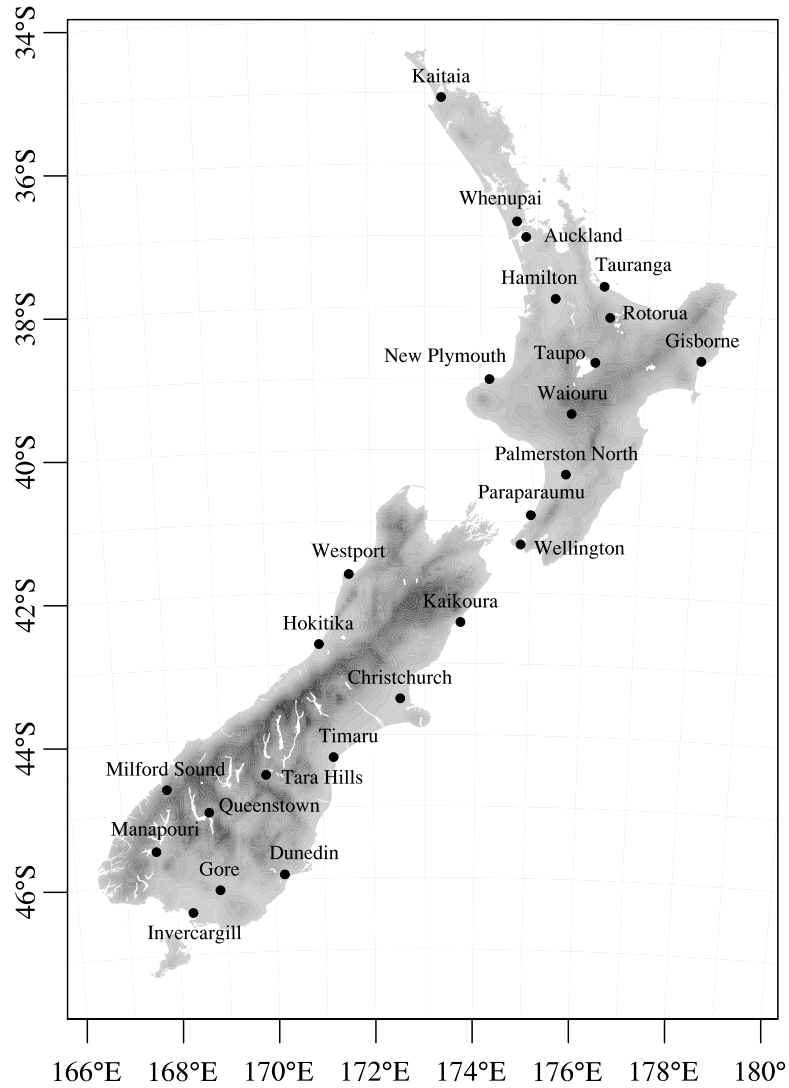 34°S
Kaitaia
36°S
Whenupai
Auckland
Tauranga
Hamilton
38°S
Rotorua
Gisborne
Taupo
New Plymouth
Waiouru
40°S
Palmerston North
Paraparaumu
Wellington
Westport
42°S
Kaikoura
Hokitika
Christchurch
44°S
Timaru
Milford Sound
Tara Hills
Queenstown
Manapouri
Dunedin
46°S
Gore
Invercargill
166°E 168°E 170°E 172°E 174°E 176°E 178°E 180°